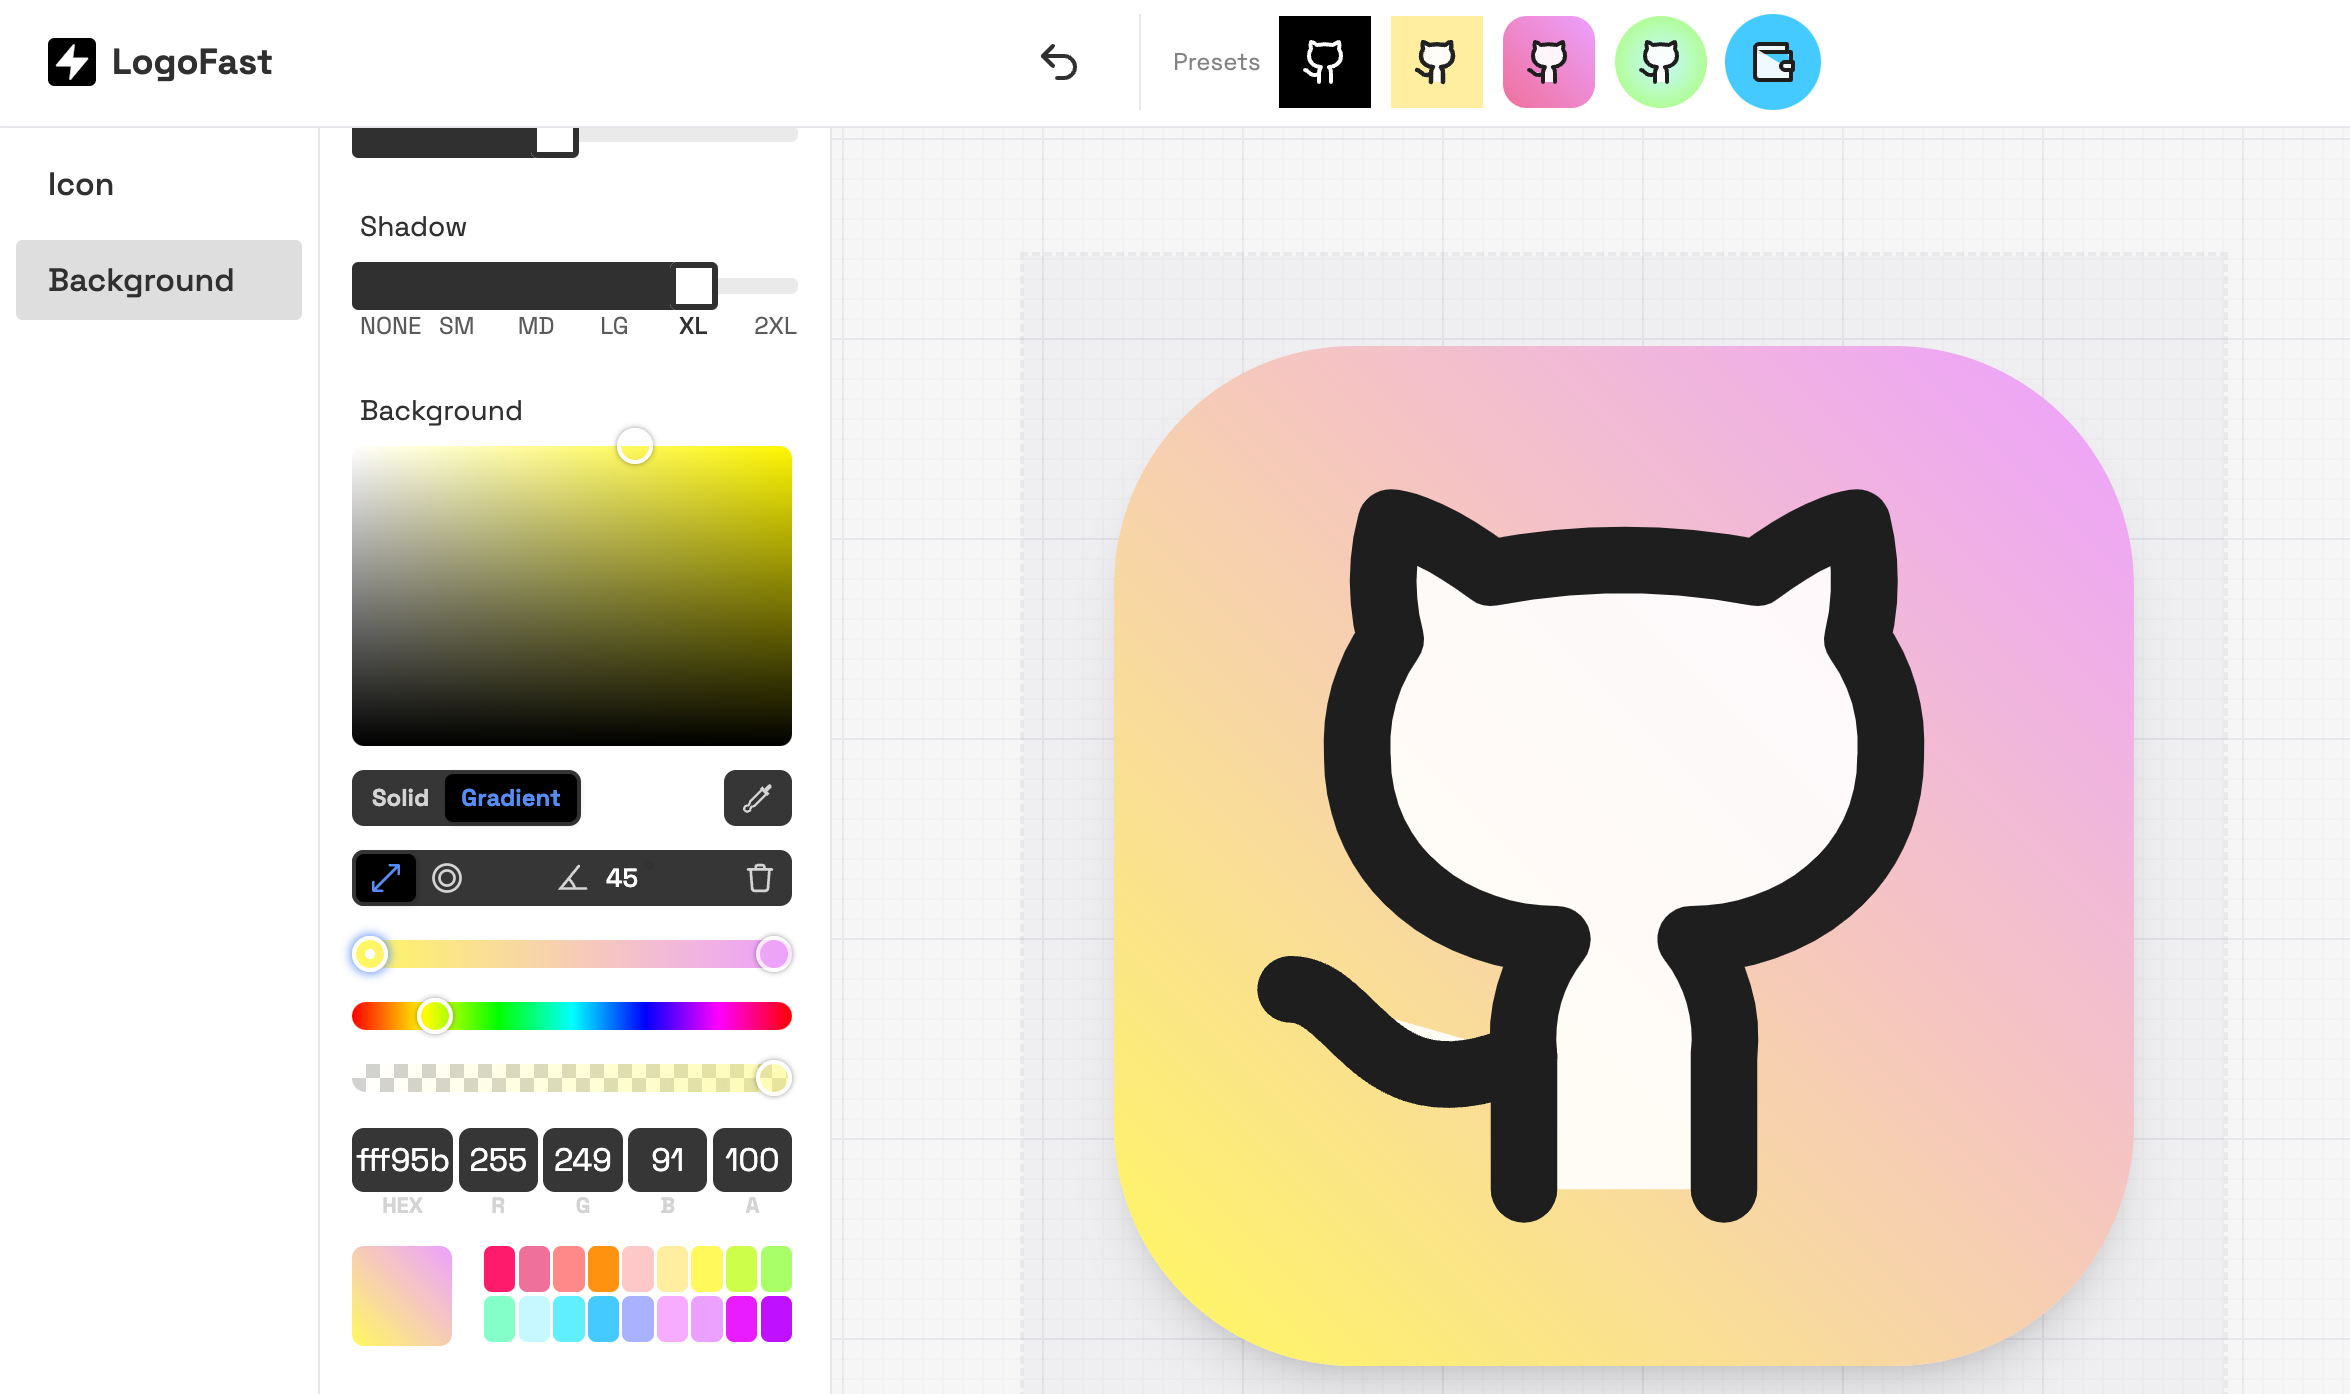 LogoFast
Presets
Icon
Background
Shadow
NONE SM MD LG XL 2XL
Background
Solid Gradient
45
fff95b 255 249 91 100
HEX R G B A